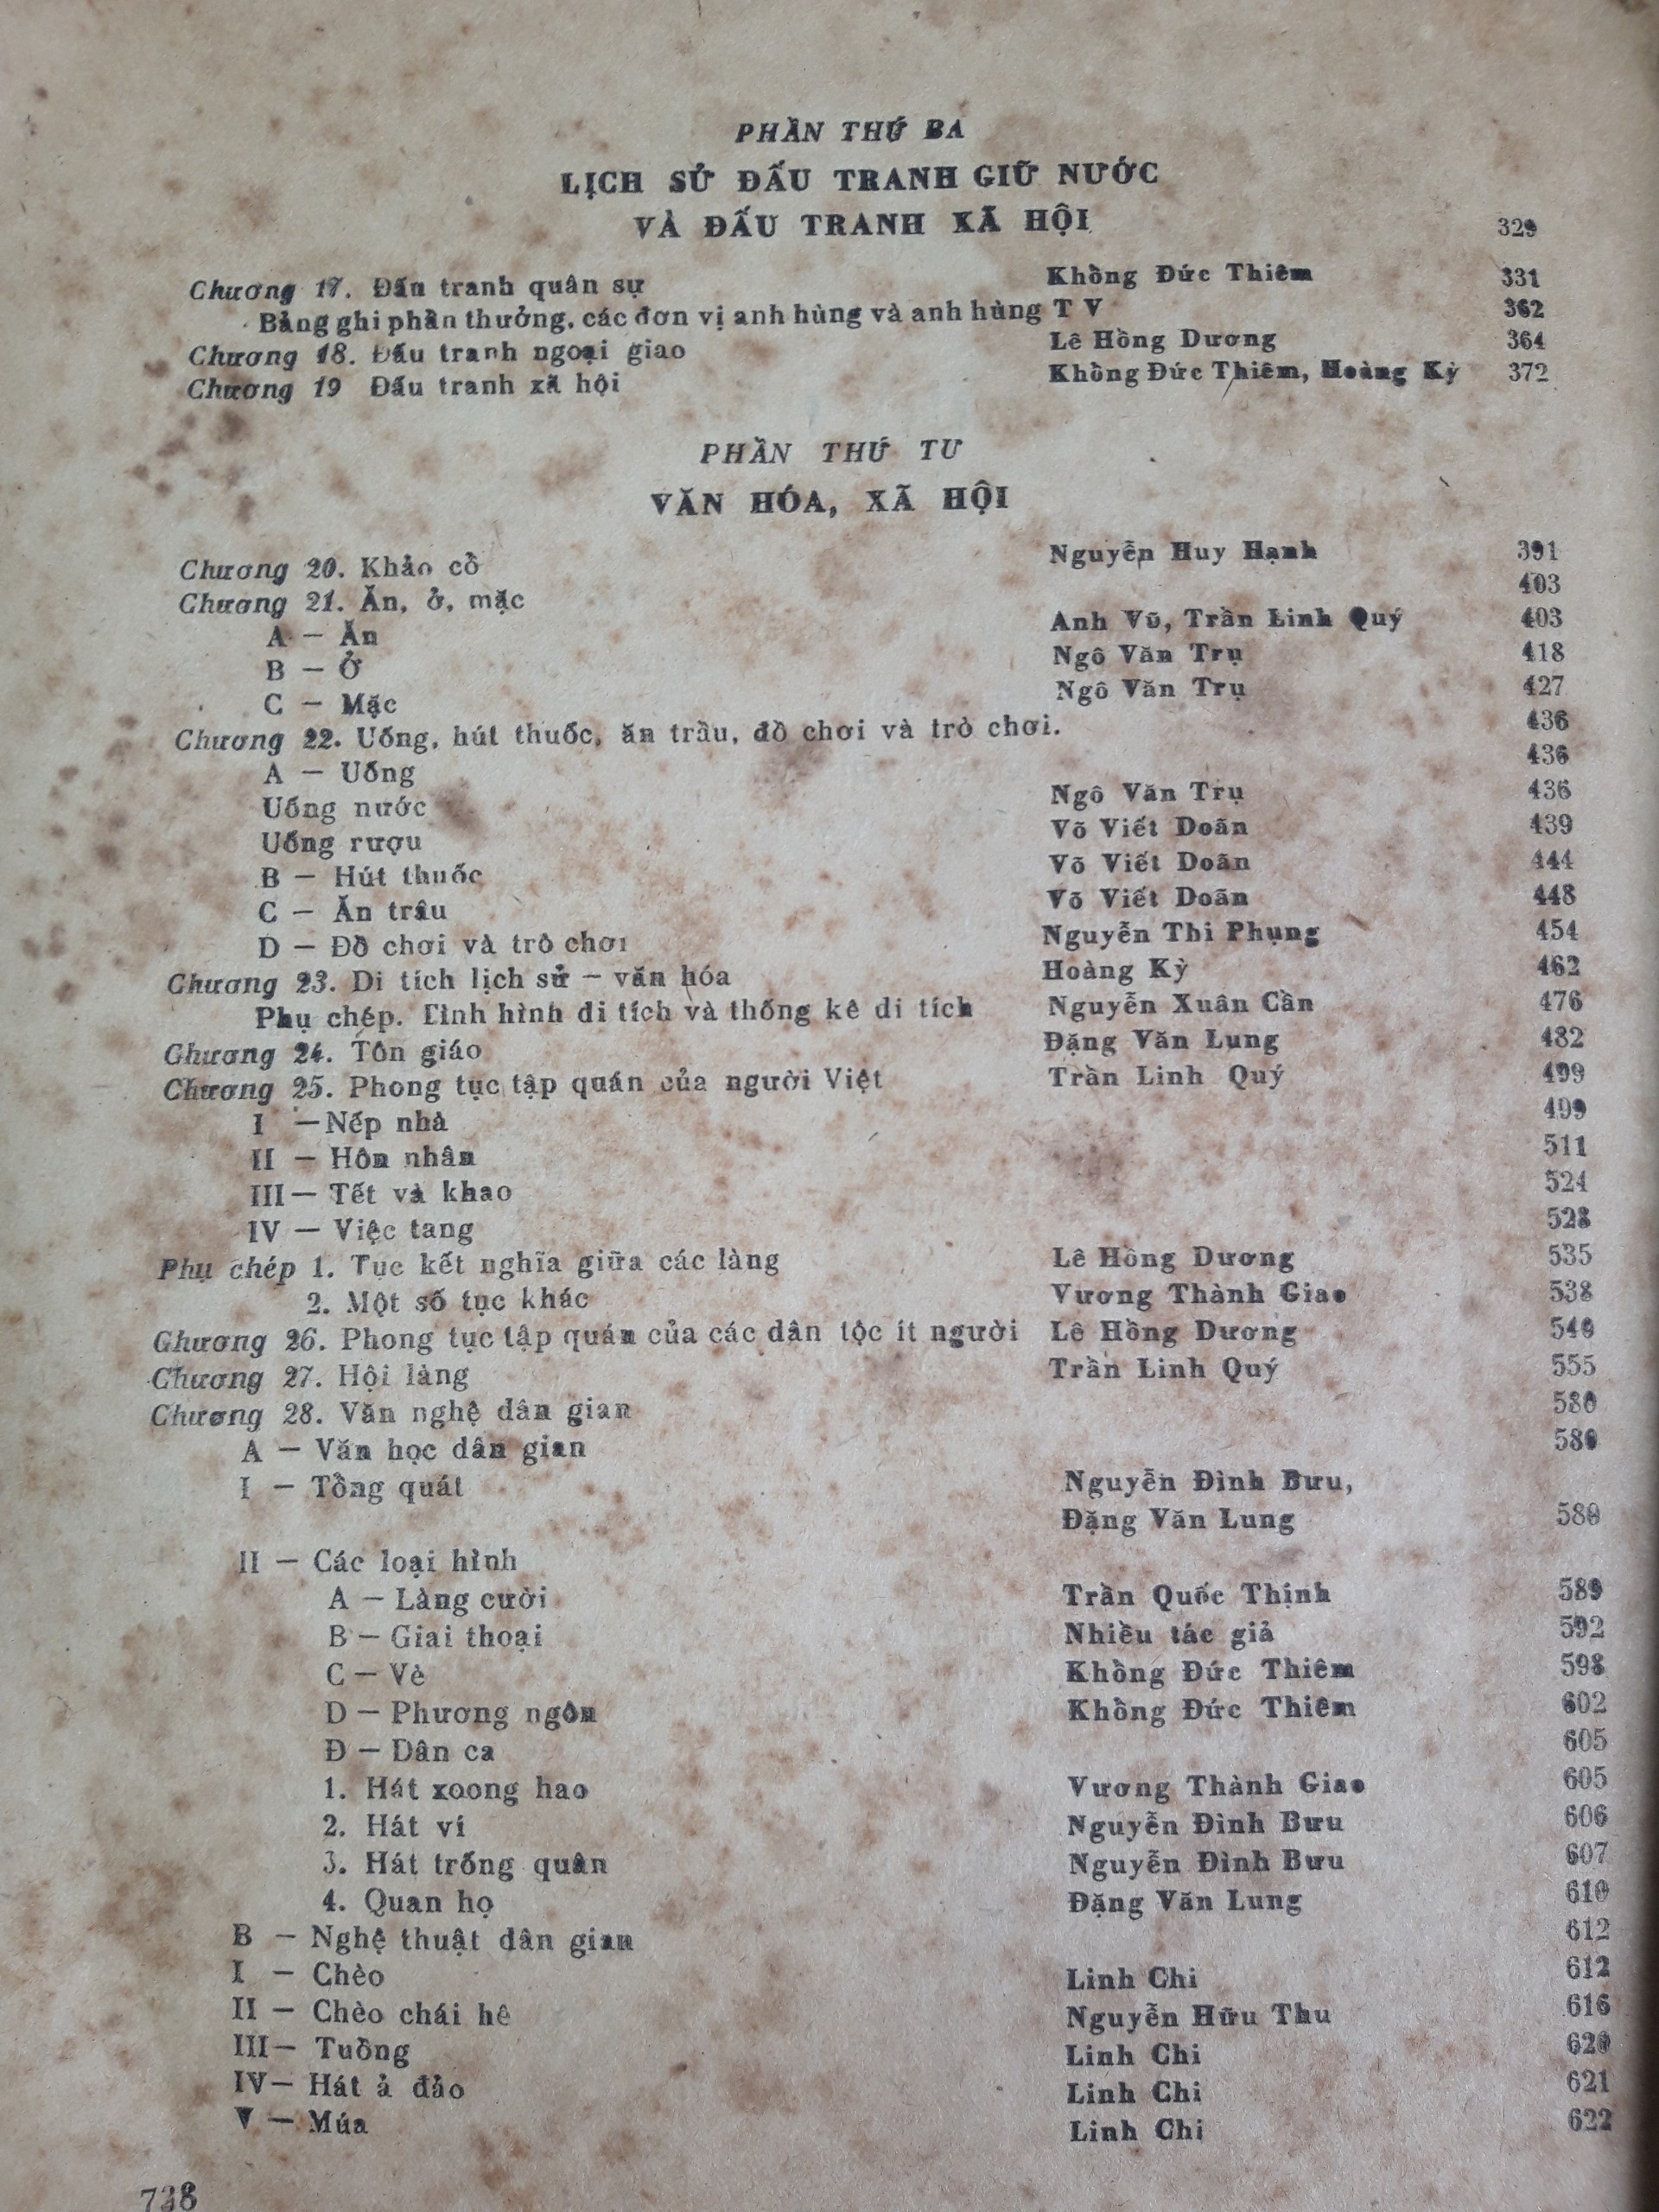 PHẦN THỨ BA
LỊCH SỬ ĐẤU TRANH GIỮ NƯỚC
VÀ ĐẤU TRANH XÃ HỘI 329
Chương 17. Đấu tranh quân sự Khổng Đức Thiêm 331
Bảng ghi phần thưởng, các đơn vị anh hùng và anh hùng T V 362
Chương 18. Đấu tranh ngoại giao Lê Hồng Dương 364
Chương 19 Đấu tranh xã hội Khổng Đức Thiêm, Hoàng Kỳ 372
PHẦN THỨ TƯ
VĂN HÓA, XÃ HỘI
Chương 20. Khảo cổ Nguyễn Huy Hạnh 391
Chương 21. Ăn, ở, mặc 403
A — Ăn Anh Vũ, Trần Linh Quý 403
B — Ở Ngô Văn Trụ 418
C — Mặc Ngô Văn Trụ 427
Chương 22. Uống, hút thuốc, ăn trầu, đồ chơi và trò chơi. 436
A — Uống 436
Uống nước Ngô Văn Trụ 436
Uống rượu Võ Viết Doãn 439
B — Hút thuốc Võ Viết Doãn 444
C — Ăn trâu Võ Viết Doãn 448
D — Đồ chơi và trò chơi Nguyễn Thi Phụng 454
Chương 23. Di tích lịch sử — văn hóa Hoàng Kỳ 462
Phụ chép. Tình hình di tích và thống kê di tích Nguyễn Xuân Cần 476
Chương 24. Tôn giáo Đặng Văn Lung 482
Chương 25. Phong tục tập quán của người Việt Trần Linh Quý 499
I — Nếp nhà 499
II — Hôn nhân 511
III — Tết và khao 524
IV — Việc tang 528
Phụ chép 1. Tục kết nghĩa giữa các làng Lê Hồng Dương 535
2. Một số tục khác Vương Thành Giao 538
Chương 26. Phong tục tập quán của các dân tộc ít người Lê Hồng Dương 540
Chương 27. Hội làng Trần Linh Quý 555
Chương 28. Văn nghệ dân gian 580
A — Văn học dân gian 580
I — Tổng quát Nguyễn Đình Bưu,
Đặng Văn Lung 580
II — Các loại hình
A — Làng cười Trần Quốc Thịnh 589
B — Giai thoại Nhiều tác giả 592
C — Vè Khổng Đức Thiêm 598
D — Phương ngôn Khổng Đức Thiêm 602
Đ — Dân ca 605
1. Hát xoong hao Vương Thành Giao 605
2. Hát ví Nguyễn Đình Bưu 606
3. Hát trống quân Nguyễn Đình Bưu 607
4. Quan họ Đặng Văn Lung 610
B — Nghệ thuật dân gian 612
I — Chèo Linh Chi 612
II — Chèo chái hê Nguyễn Hữu Thu 616
III — Tuồng Linh Chi 620
IV — Hát ả đảo Linh Chi 621
V — Múa Linh Chi 622
738